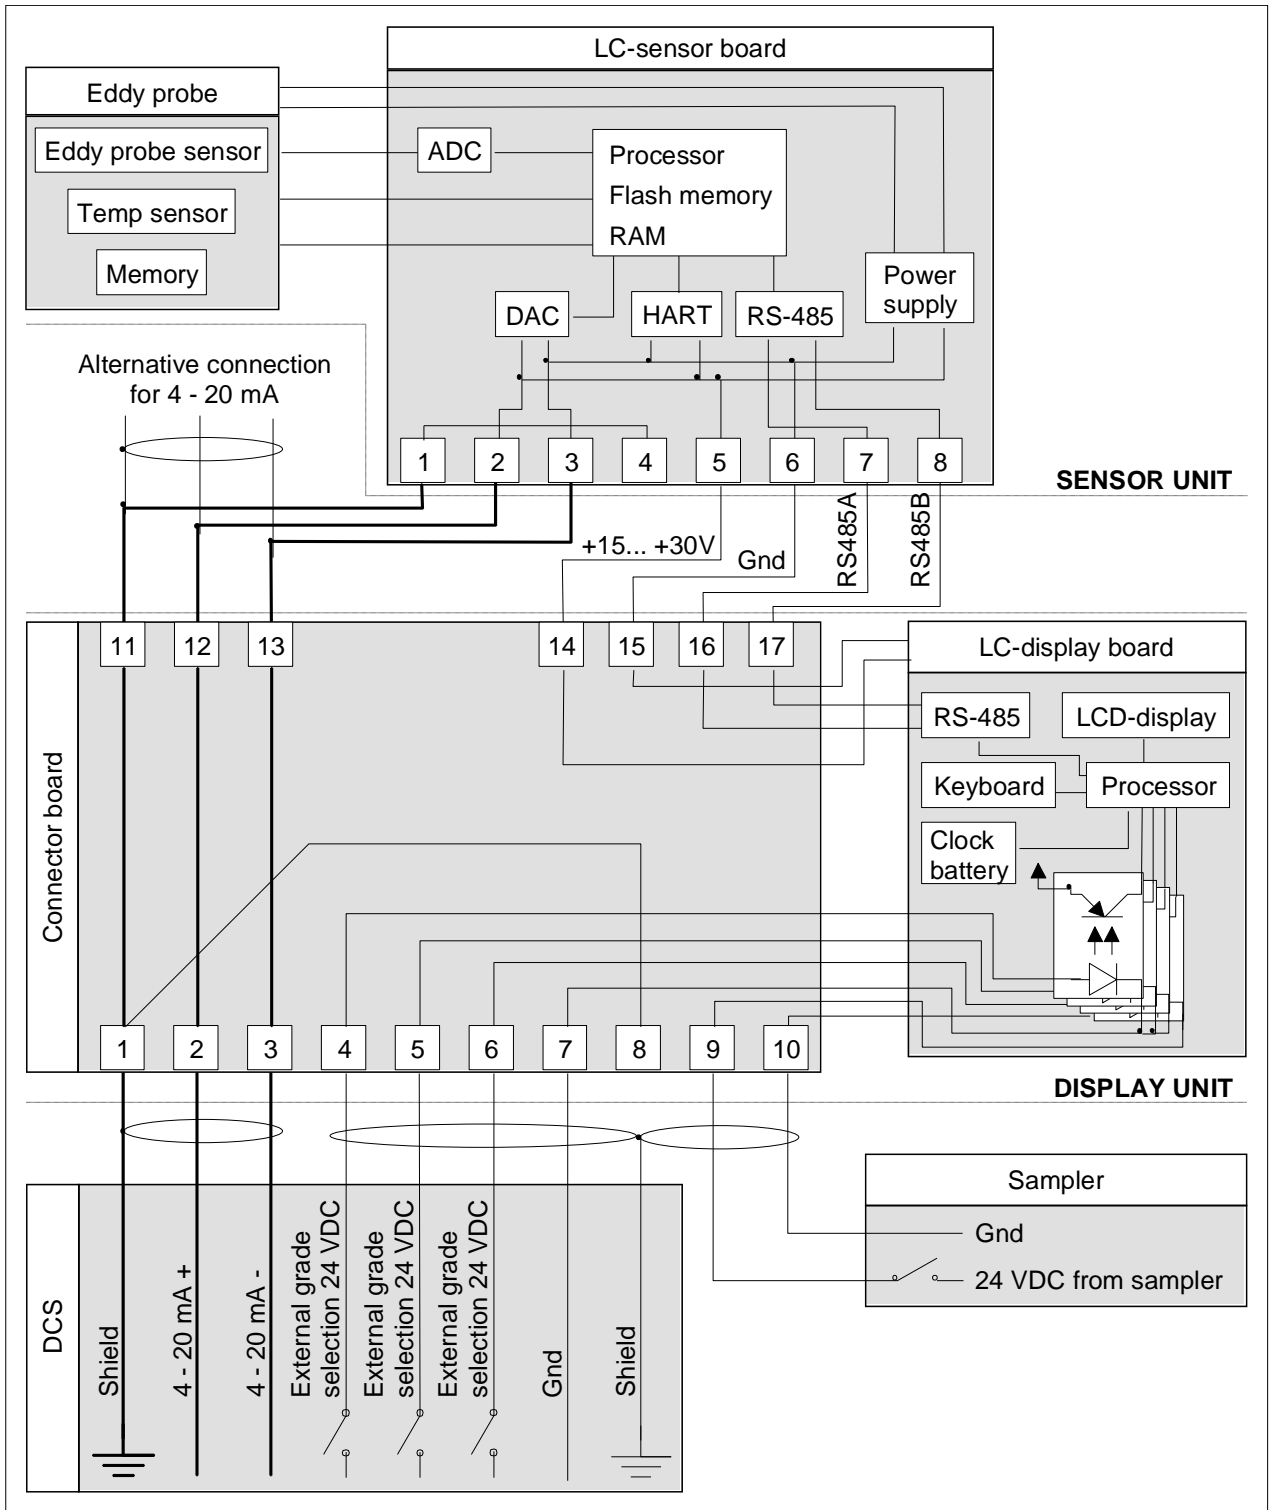 LC-sensor board
Eddy probe
Eddy probe sensor
Temp sensor
Memory
ADC
Processor
Flash memory
RAM
Power
supply
DAC
HART
RS-485
Alternative connection
for 4 - 20 mA
1
2
3
4
5
6
7
8
SENSOR UNIT
+15... +30V
Gnd
RS485A
RS485B
11
12
13
14
15
16
17
LC-display board
RS-485
LCD-display
Keyboard
Processor
Clock
battery
Connector board
1
2
3
4
5
6
7
8
9
10
DISPLAY UNIT
DCS
Shield
4 - 20 mA +
4 - 20 mA -
External grade
selection 24 VDC
External grade
selection 24 VDC
External grade
selection 24 VDC
Gnd
Shield
Sampler
Gnd
24 VDC from sampler